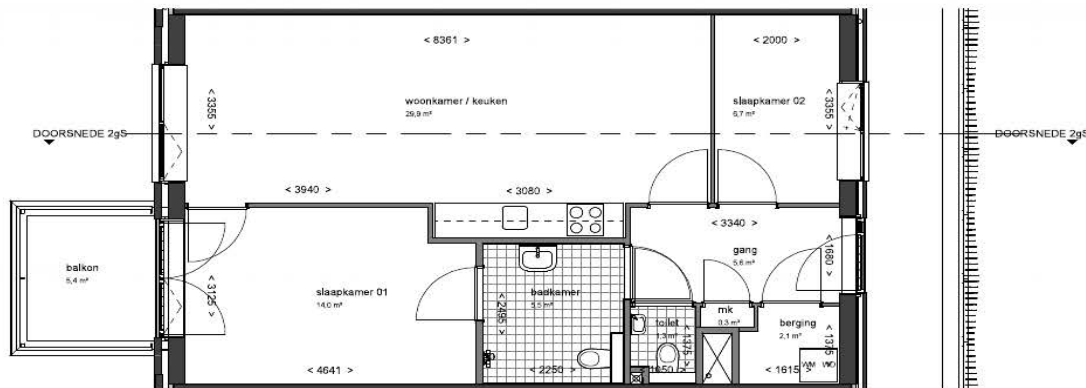 < 8361 >
< 2000 >
woonkamer / keuken
29,9 m²
slaapkamer 02
6,7 m²
< 3355 >
< 3355 >
DOORSNEDE 2gS
DOORSNEDE 2gS
< 3940 >
< 3080 >
< 3340 >
gang
5,6 m²
< 1680 >
balkon
5,4 m²
< 3125 >
slaapkamer 01
14,0 m²
badkamer
5,5 m²
< 2495 >
toilet
1,3 m²
< 1375
mk
0,3 m²
berging
2,1 m²
< 1375
WM
WD
< 4641 >
< 2250 >
< 1050 >
< 1615 >